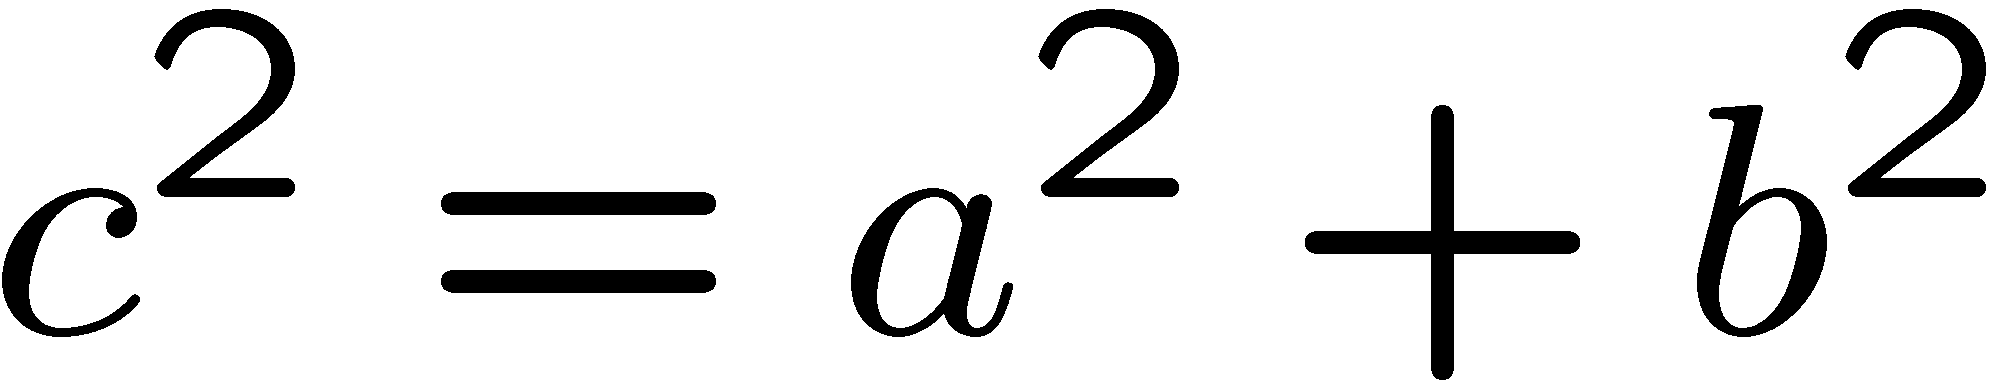 c² = a² + b²